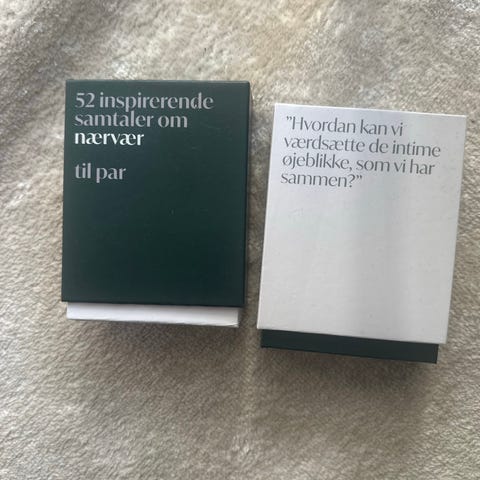 52 inspirerende
samtaler om
nærvær
til par
”Hvordan kan vi
værdsætte de intime
øjeblikke, som vi har
sammen?”